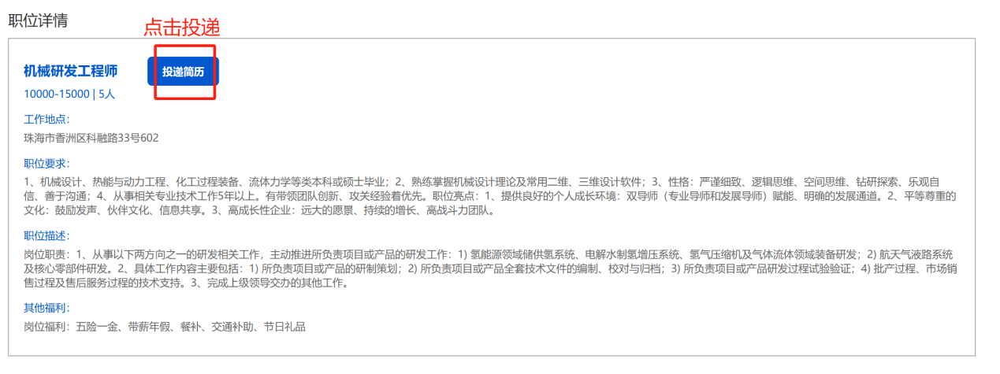 职位详情
点击投递
机械研发工程师
投递简历
10000-15000 | 5人
工作地点：
珠海市香洲区科融路33号602
职位要求：
1、机械设计、热能与动力工程、化工过程装备、流体力学等类本科或硕士毕业；2、熟练掌握机械设计理论及常用二维、三维设计软件；3、性格：严谨细致、逻辑思维、空间思维、钻研探索、乐观自
信、善于沟通；4、从事相关专业技术工作5年以上。有带领团队创新、攻关经验着优先。职位亮点：1、提供良好的个人成长环境：双导师（专业导师和发展导师）赋能、明确的发展通道。2、平等尊重的
文化：鼓励发声、伙伴文化、信息共享。3、高成长性企业：远大的愿景、持续的增长、高战斗力团队。
职位描述：
岗位职责：1、从事以下两方向之一的研发相关工作，主动推进所负责项目或产品的研发工作：1) 氢能源领域储供氢系统、电解水制氢增压系统、氢气压缩机及气体流体领域装备研发；2) 航天气液路系统
及核心零部件研发。2、具体工作内容主要包括：1) 所负责项目或产品的研制策划；2) 所负责项目或产品全套技术文件的编制、校对与归档；3) 所负责项目或产品研发过程试验验证；4) 批产过程、市场销
售过程及售后服务过程的技术支持。3、完成上级领导交办的其他工作。
其他福利：
岗位福利：五险一金、带薪年假、餐补、交通补助、节日礼品